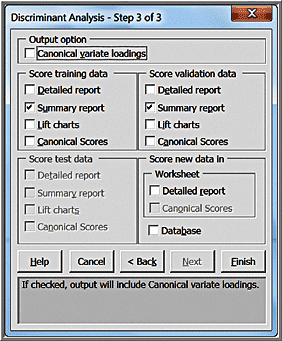 Discriminant Analysis - Step 3 of 3
Output option
Canonical variate loadings
Score training data
Detailed report
Summary report
Lift charts
Canonical Scores
Score validation data
Detailed report
Summary report
Lift charts
Canonical Scores
Score test data
Detailed report
Summary report
Lift charts
Canonical Scores
Score new data in
Worksheet
Detailed report
Canonical Scores
Database
Help
Cancel
< Back
Next
Finish
If checked, output will include Canonical variate loadings.